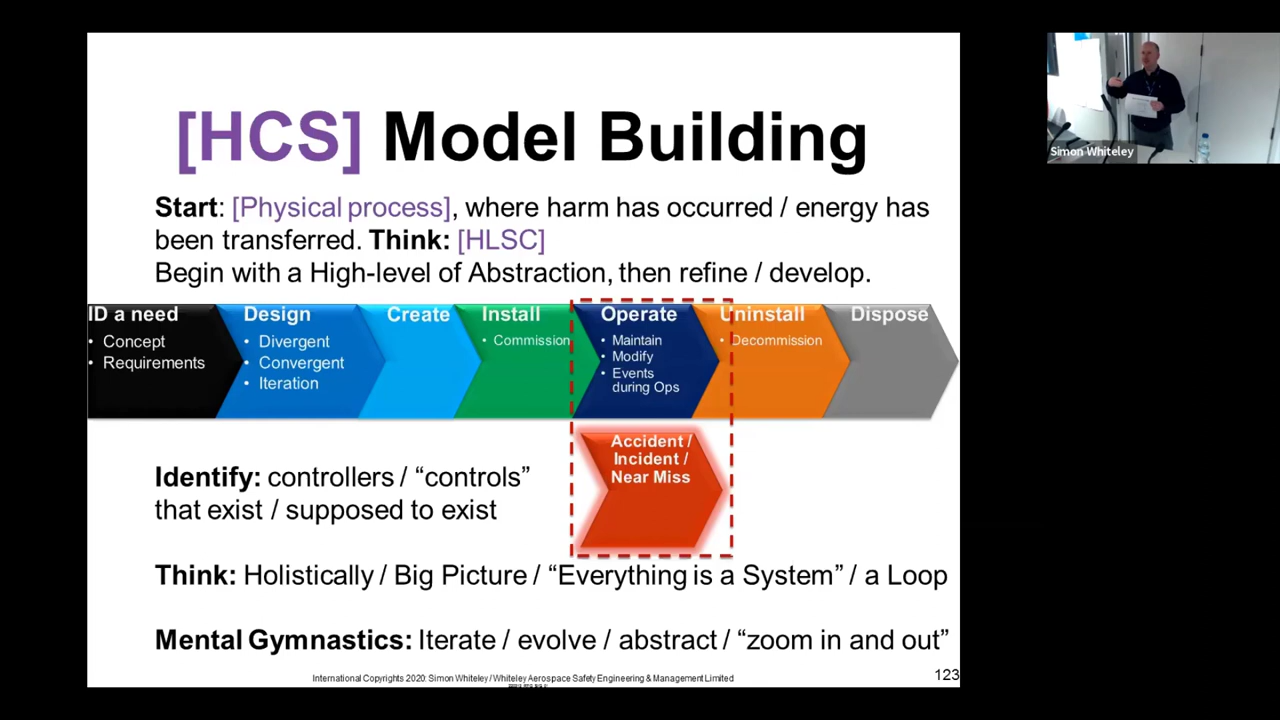 [HCS] Model Building
Start: [Physical process], where harm has occurred / energy has
been transferred. Think: [HLSC]
Begin with a High-level of Abstraction, then refine / develop.
ID a need
• Concept
• Requirements
Design
• Divergent
• Convergent
• Iteration
Create
Install
• Commission
Operate
• Maintain
• Modify
• Events
during Ops
Uninstall
• Decommission
Dispose
Accident /
Incident /
Near Miss
Identify: controllers / “controls”
that exist / supposed to exist
Think: Holistically / Big Picture / “Everything is a System” / a Loop
Mental Gymnastics: Iterate / evolve / abstract / “zoom in and out”
International Copyrights 2020: Simon Whiteley / Whiteley Aerospace Safety Engineering & Management Limited
123
Simon Whiteley